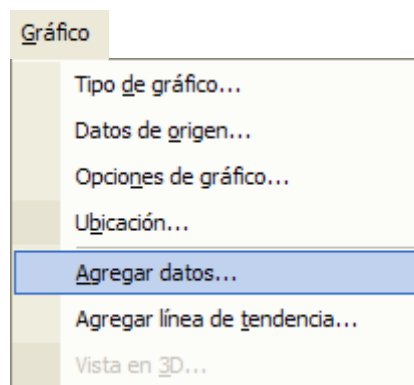 Gráfico
Tipo de gráfico...
Datos de origen...
Opciones de gráfico...
Ubicación...
Agregar datos...
Agregar línea de tendencia...
Vista en 3D...